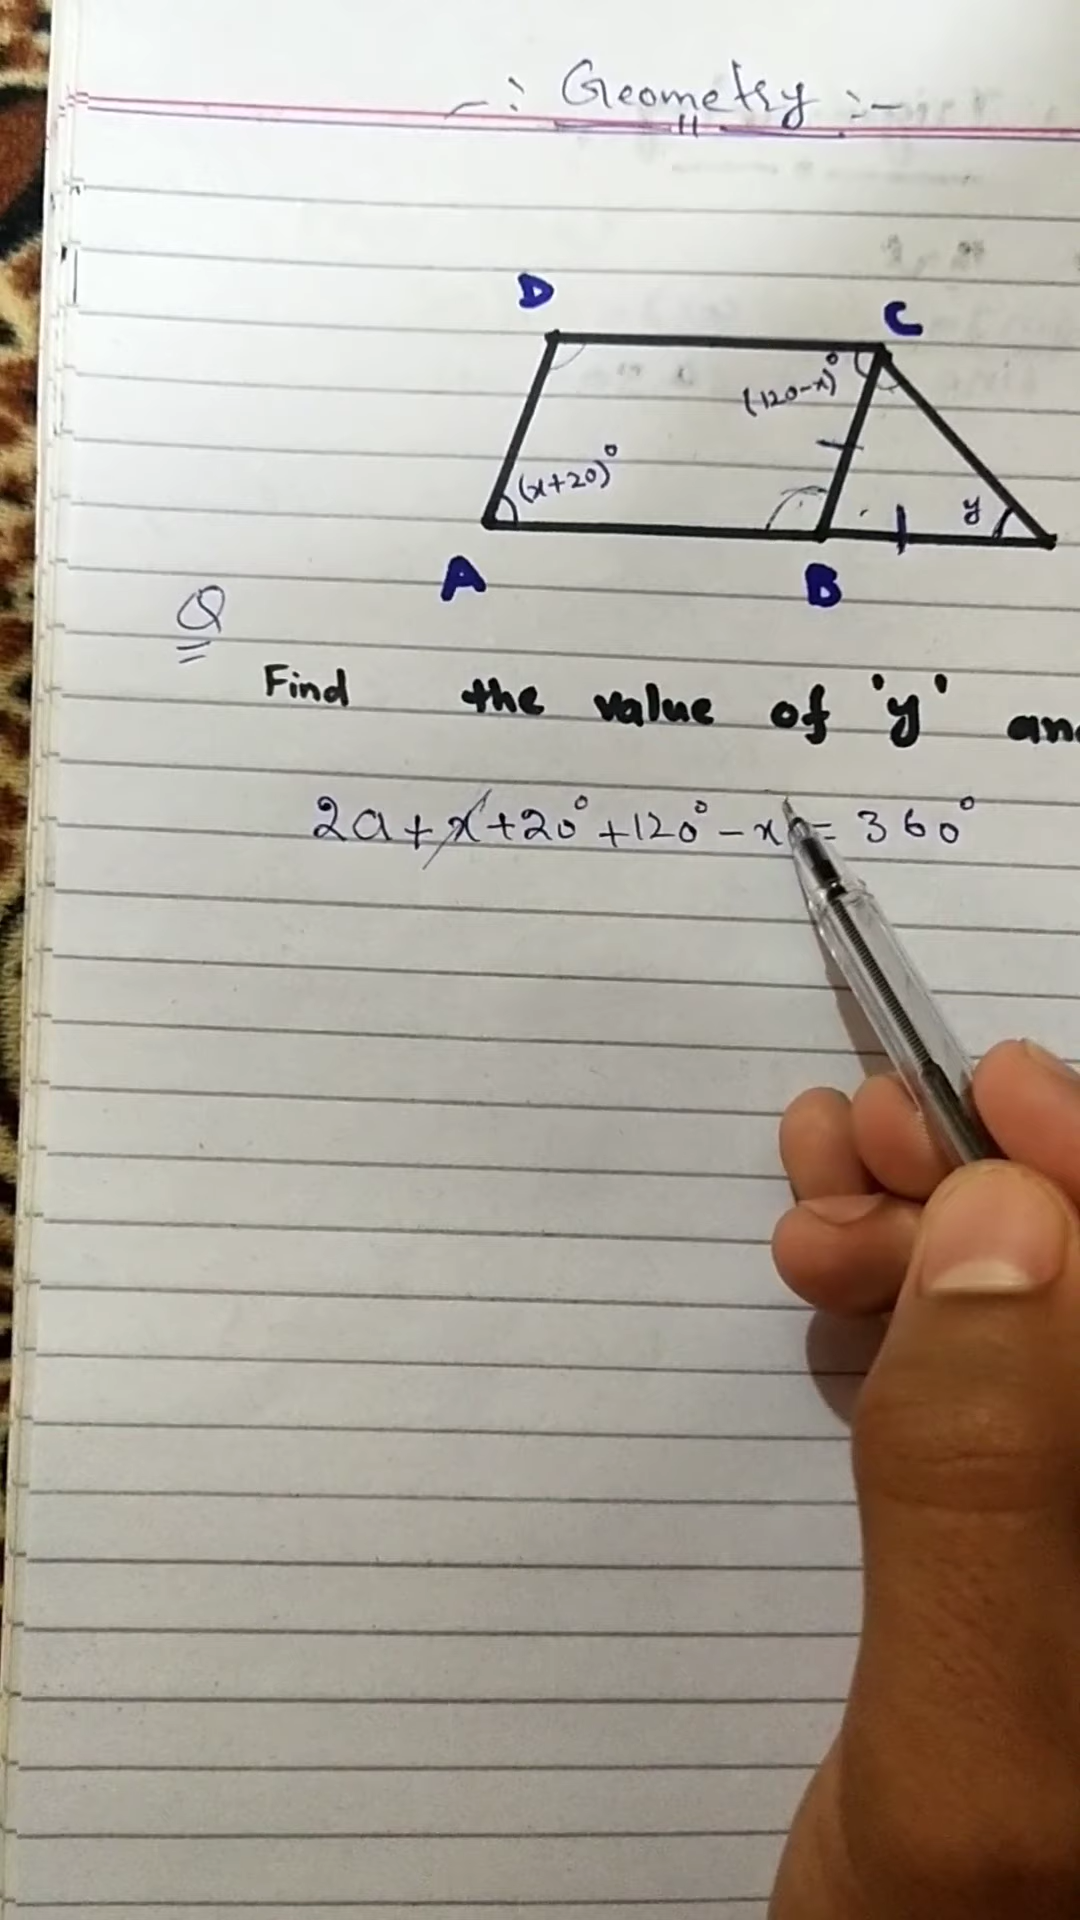 -: Geometry :-
D
C
(120-x)°
(x+20)°
y
A
B
Q
Find the value of 'y'
2a+x+20°+120°-x = 360°